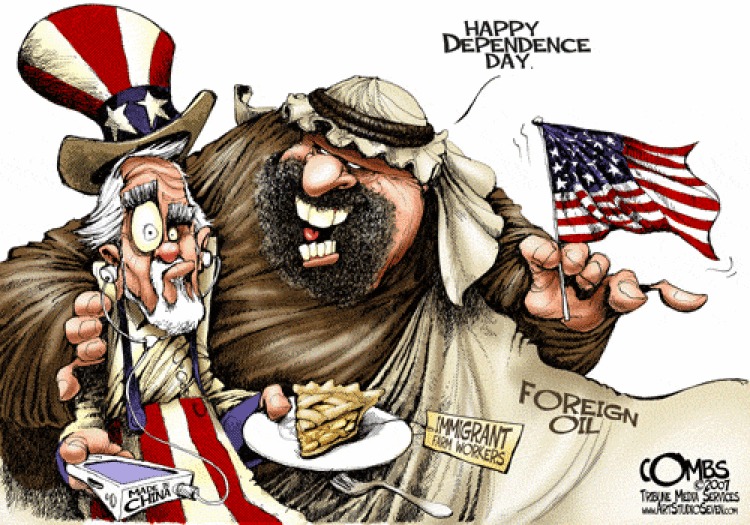 HAPPY
DEPENDENCE
DAY.
FOREIGN
OIL
IMMIGRANT
FARM WORKERS
MADE IN
CHINA
COMBS
©2007
TRIBUNE MEDIA SERVICES
WWW.ARTSTUDIOSEVEN.COM